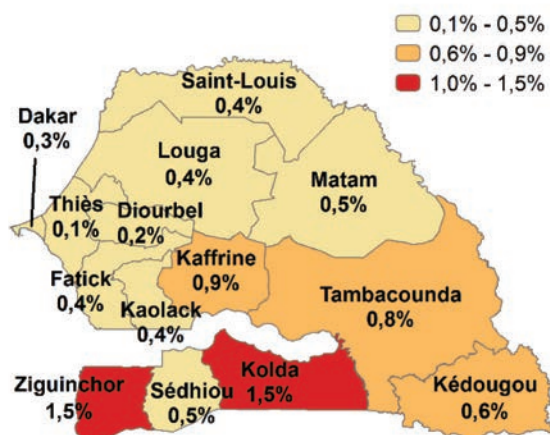 0,1% - 0,5%
0,6% - 0,9%
1,0% - 1,5%
Saint-Louis
0,4%
Dakar
0,3%
Louga
0,4%
Matam
0,5%
Thiès
0,1%
Diourbel
0,2%
Kaffrine
0,9%
Fatick
0,4%
Kaolack
0,4%
Tambacounda
0,8%
Ziguinchor
1,5%
Sédhiou
0,5%
Kolda
1,5%
Kédougou
0,6%